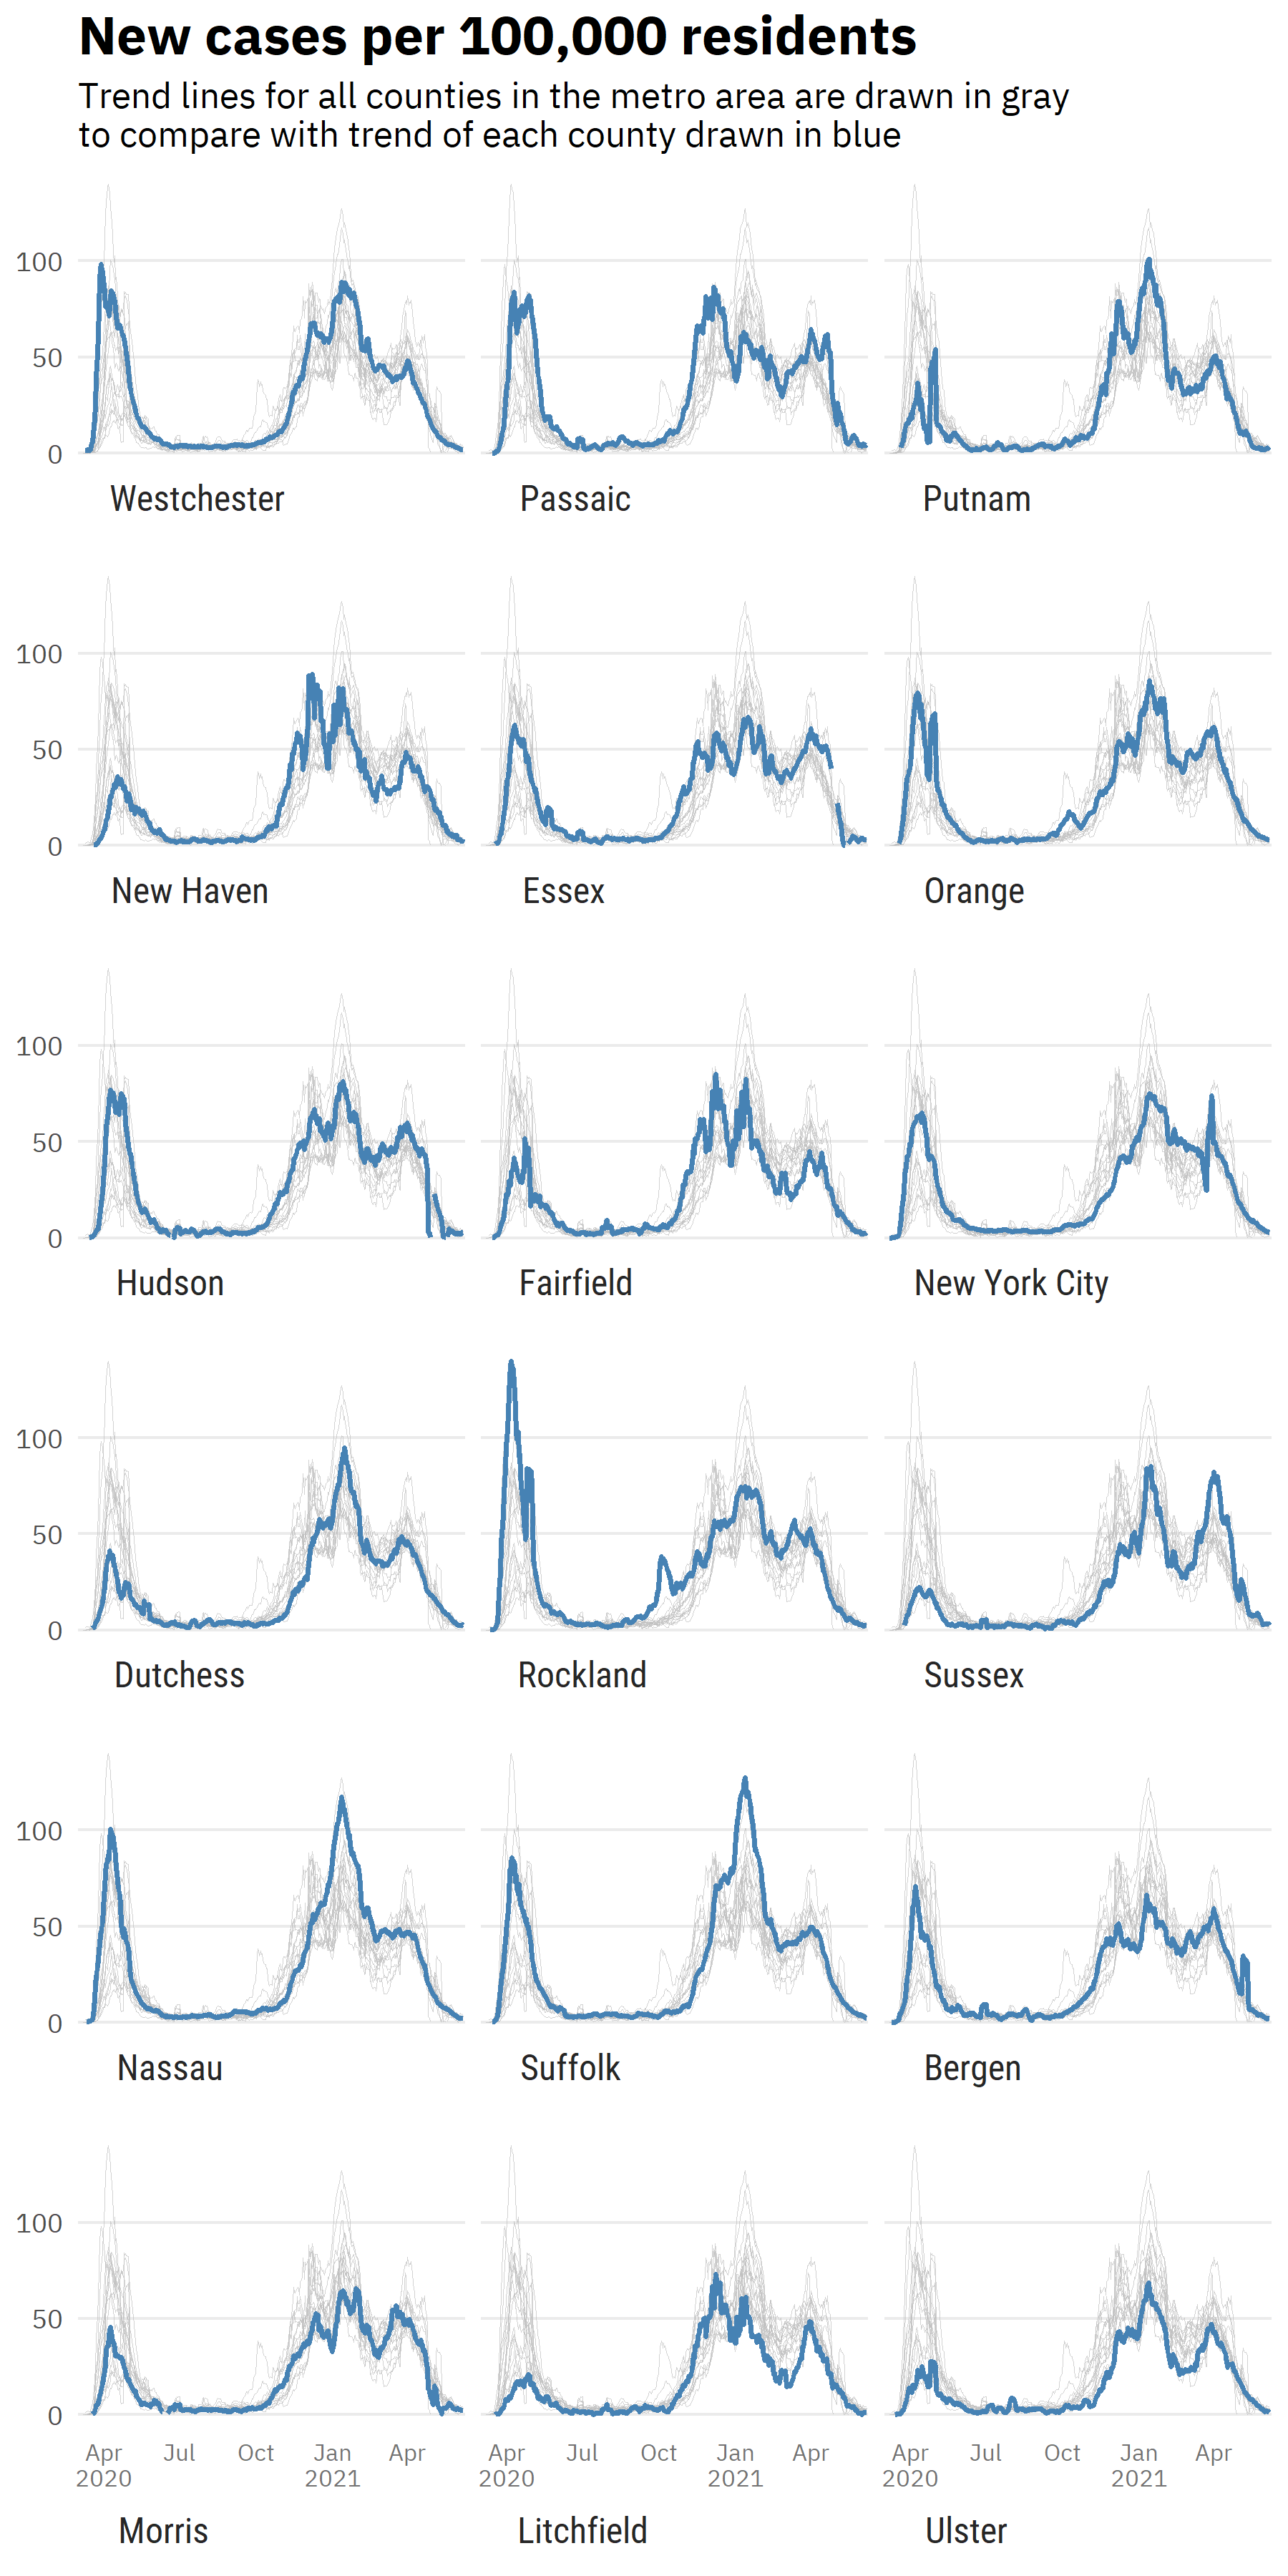 New cases per 100,000 residents
Trend lines for all counties in the metro area are drawn in gray
to compare with trend of each county drawn in blue
100
50
0
Westchester Passaic Putnam
100
50
0
New Haven Essex Orange
100
50
0
Hudson Fairfield New York City
100
50
0
Dutchess Rockland Sussex
100
50
0
Nassau Suffolk Bergen
100
50
0
Apr Jul Oct Jan Apr Apr Jul Oct Jan Apr Apr Jul Oct Jan Apr
2020 2021 2020 2021 2020 2021
Morris Litchfield Ulster